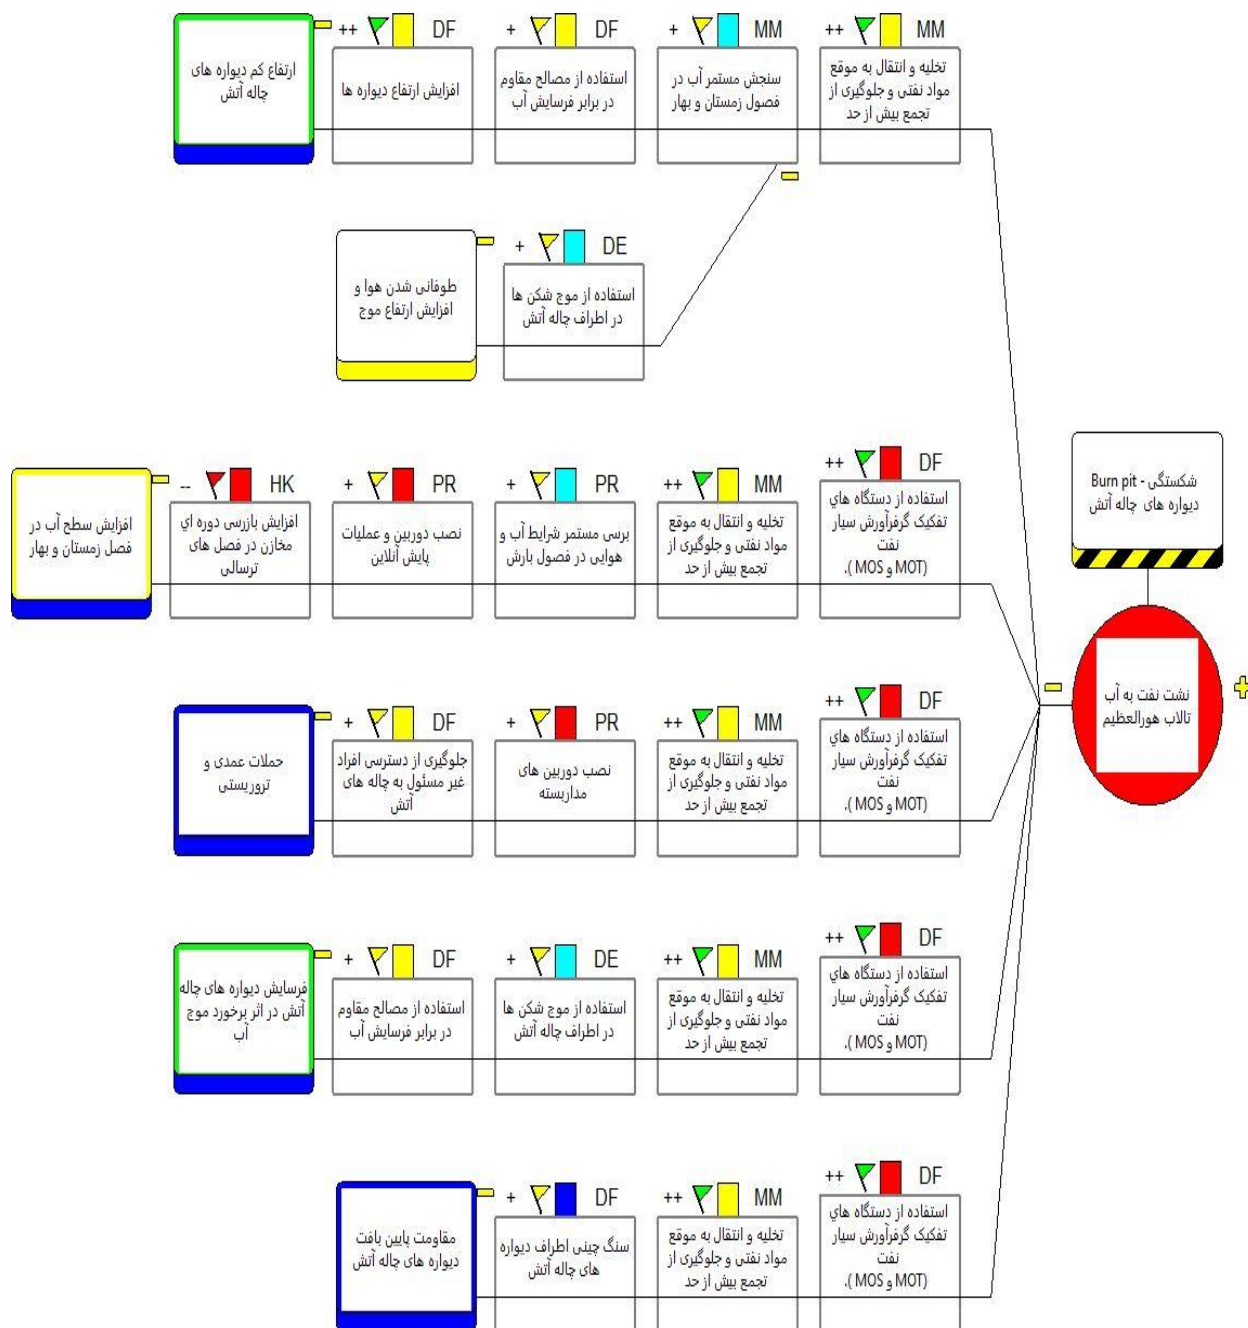 ++ DF
+ DF
+ MM
++ MM
ارتفاع کم دیواره های
چاله آتش
افزایش ارتفاع دیواره ها
استفاده از مصالح مقاوم
در برابر فرسایش آب
سنجش مستمر آب در
فصول زمستان و بهار
تخلیه و انتقال به موقع
مواد نفتی و جلوگیری از
تجمع بیش از حد
+ DE
طوفانی شدن هوا و
افزایش ارتفاع موج
استفاده از موج شکن ها
در اطراف چاله آتش
شکستگی - Burn pit
دیواره های چاله آتش
نشت نفت به آب
تالاب هورالعظیم
-- HK
+ PR
+ PR
++ MM
++ DF
افزایش سطح آب در
فصل زمستان و بهار
افزایش بازرسی دوره ای
مخازن در فصل های
ترسالی
نصب دوربین و عملیات
پایش آنلاین
برسی مستمر شرایط آب و
هوایی در فصول بارش
تخلیه و انتقال به موقع
مواد نفتی و جلوگیری از
تجمع بیش از حد
استفاده از دستگاه هاي
تفکیک گرفرآورش سیار
نفت
(MOT و MOS ).
+ DF
+ PR
++ MM
++ DF
حملات عمدی و
تروریستی
جلوگیری از دسترسی افراد
غیر مسئول به چاله های
آتش
نصب دوربین های
مداربسته
تخلیه و انتقال به موقع
مواد نفتی و جلوگیری از
تجمع بیش از حد
استفاده از دستگاه هاي
تفکیک گرفرآورش سیار
نفت
(MOT و MOS ).
+ DF
+ DE
++ MM
++ DF
فرسایش دیواره های چاله
آتش در اثر برخورد موج
آب
استفاده از مصالح مقاوم
در برابر فرسایش آب
استفاده از موج شکن ها
در اطراف چاله آتش
تخلیه و انتقال به موقع
مواد نفتی و جلوگیری از
تجمع بیش از حد
استفاده از دستگاه هاي
تفکیک گرفرآورش سیار
نفت
(MOT و MOS ).
+ DF
++ MM
++ DF
مقاومت پایین بافت
دیواره های چاله آتش
سنگ چینی اطراف دیواره
های چاله آتش
تخلیه و انتقال به موقع
مواد نفتی و جلوگیری از
تجمع بیش از حد
استفاده از دستگاه هاي
تفکیک گرفرآورش سیار
نفت
(MOT و MOS ).